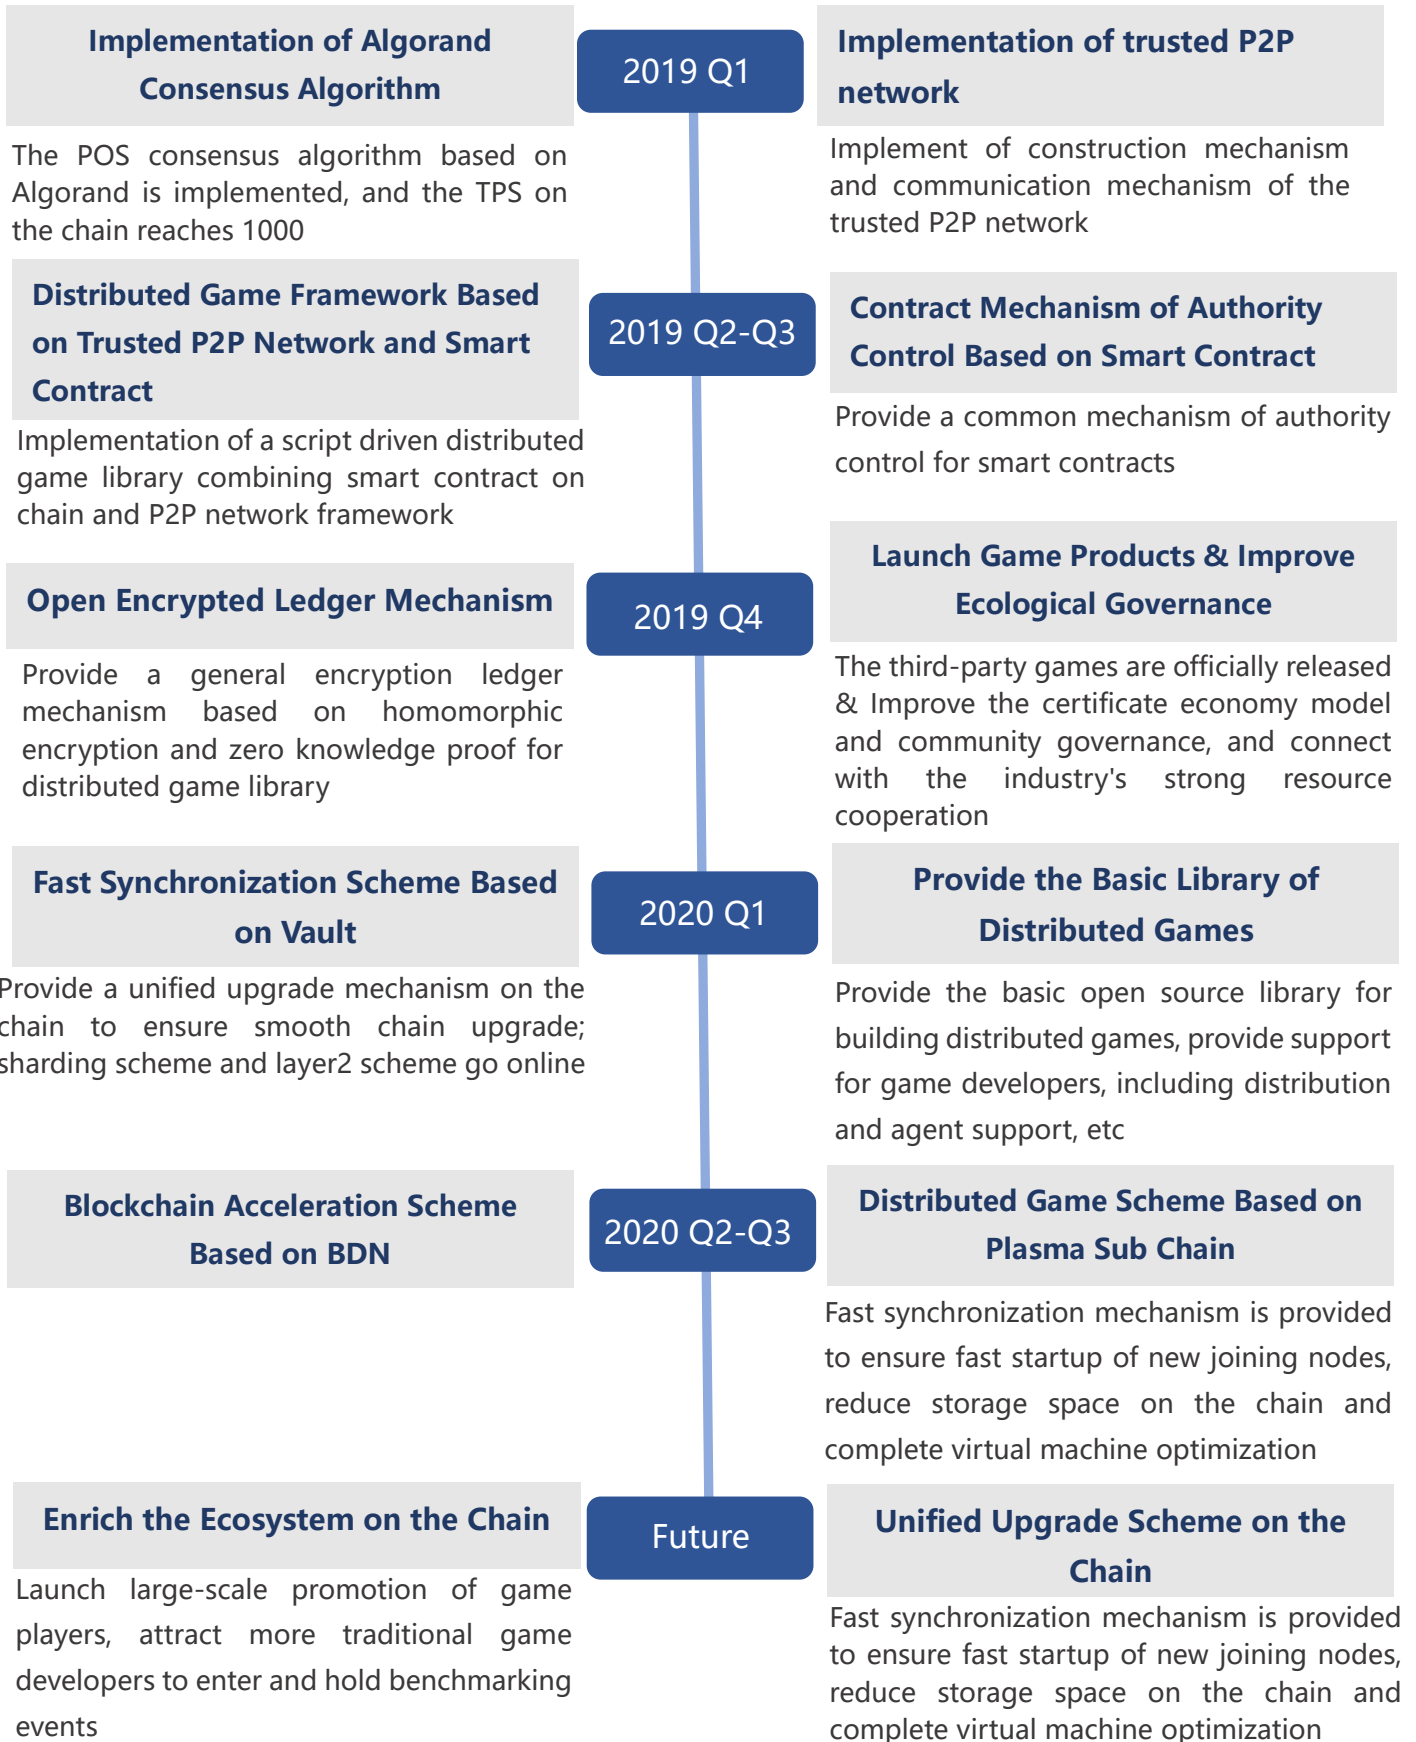 Implementation of Algorand
Consensus Algorithm
2019 Q1
Implementation of trusted P2P
network
The POS consensus algorithm based on
Algorand is implemented, and the TPS on
the chain reaches 1000
Implement of construction mechanism
and communication mechanism of the
trusted P2P network
Distributed Game Framework Based
on Trusted P2P Network and Smart
Contract
2019 Q2-Q3
Contract Mechanism of Authority
Control Based on Smart Contract
Implementation of a script driven distributed
game library combining smart contract on
chain and P2P network framework
Provide a common mechanism of authority
control for smart contracts
Open Encrypted Ledger Mechanism
2019 Q4
Launch Game Products & Improve
Ecological Governance
Provide a general encryption ledger
mechanism based on homomorphic
encryption and zero knowledge proof for
distributed game library
The third-party games are officially released
& Improve the certificate economy model
and community governance, and connect
with the industry's strong resource
cooperation
Fast Synchronization Scheme Based
on Vault
2020 Q1
Provide the Basic Library of
Distributed Games
Provide a unified upgrade mechanism on the
chain to ensure smooth chain upgrade;
sharding scheme and layer2 scheme go online
Provide the basic open source library for
building distributed games, provide support
for game developers, including distribution
and agent support, etc
Blockchain Acceleration Scheme
Based on BDN
2020 Q2-Q3
Distributed Game Scheme Based on
Plasma Sub Chain
Fast synchronization mechanism is provided
to ensure fast startup of new joining nodes,
reduce storage space on the chain and
complete virtual machine optimization
Enrich the Ecosystem on the Chain
Future
Unified Upgrade Scheme on the
Chain
Launch large-scale promotion of game
players, attract more traditional game
developers to enter and hold benchmarking
events
Fast synchronization mechanism is provided
to ensure fast startup of new joining nodes,
reduce storage space on the chain and
complete virtual machine optimization